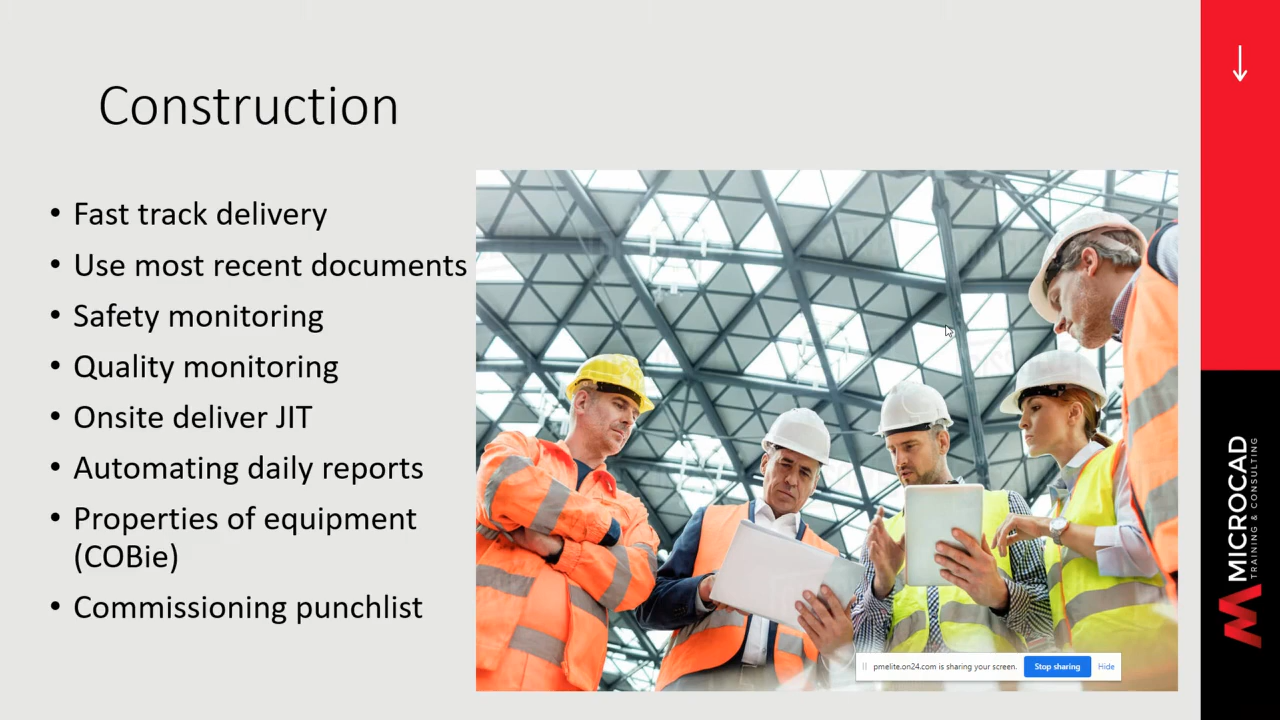 Construction
• Fast track delivery
• Use most recent documents
• Safety monitoring
• Quality monitoring
• Onsite deliver JIT
• Automating daily reports
• Properties of equipment
(COBie)
• Commissioning punchlist
pmelite.on24.com is sharing your screen.
Stop sharing
Hide
MICROCAD
TRAINING & CONSULTING